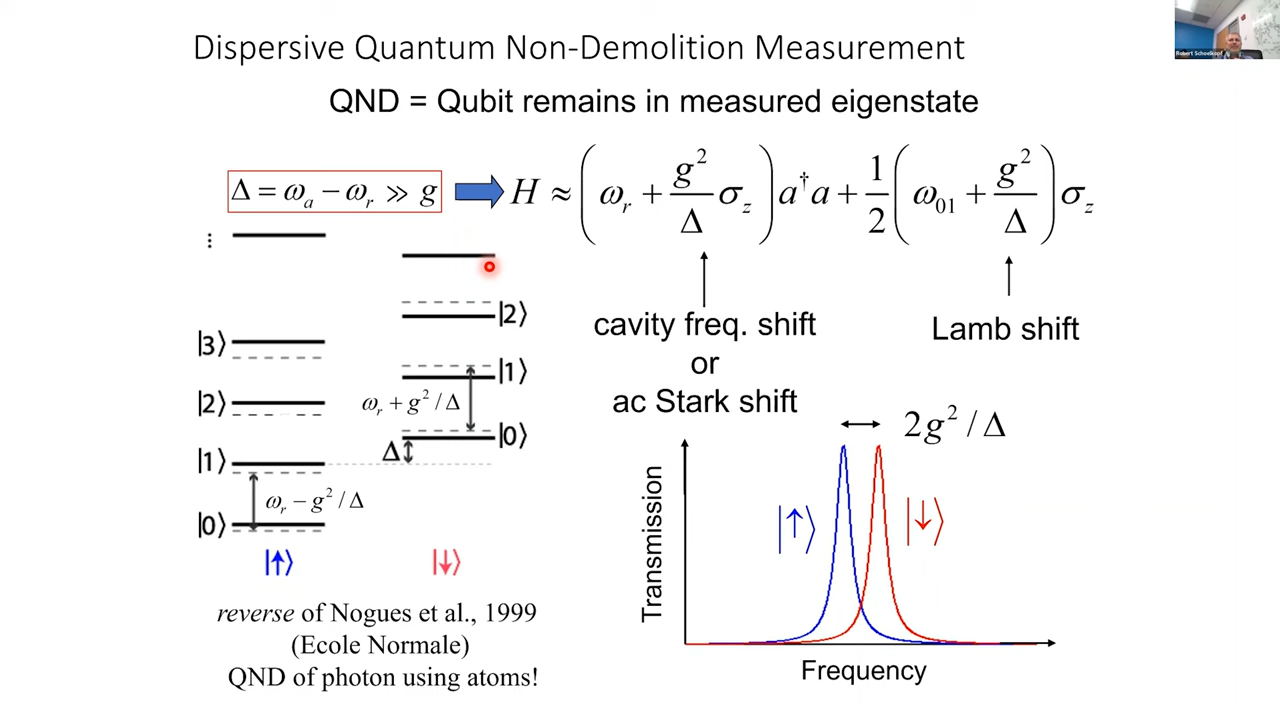 Dispersive Quantum Non-Demolition Measurement
Robert Schoelkopf
QND = Qubit remains in measured eigenstate
Δ = ω_a − ω_r ≫ g
H ≈ (ω_r + g²/Δ σ_z) a†a + 1/2 (ω_01 + g²/Δ) σ_z
cavity freq. shift
or
ac Stark shift
Lamb shift
⋮
|3⟩
|2⟩
|1⟩
|0⟩
ω_r − g²/Δ
|↑⟩
|2⟩
|1⟩
|0⟩
ω_r + g²/Δ
Δ
|↓⟩
reverse of Nogues et al., 1999
(Ecole Normale)
QND of photon using atoms!
2g²/Δ
|↑⟩
|↓⟩
Transmission
Frequency